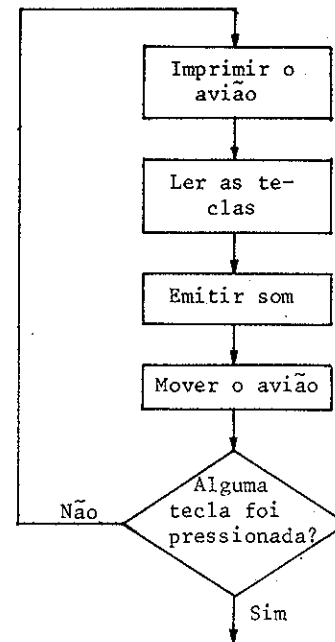 Imprimir o
avião
Ler as te-
clas
Emitir som
Mover o avião
Alguma
tecla foi
pressionada?
Não
Sim